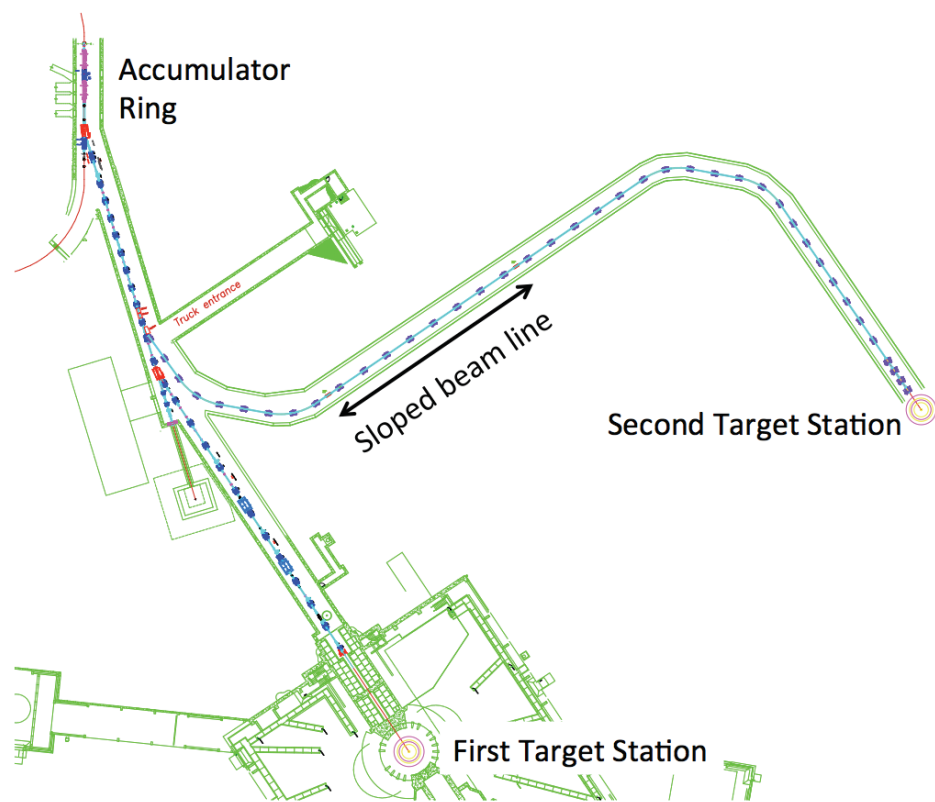 Accumulator
Ring
Truck entrance
Sloped beam line
Second Target Station
First Target Station